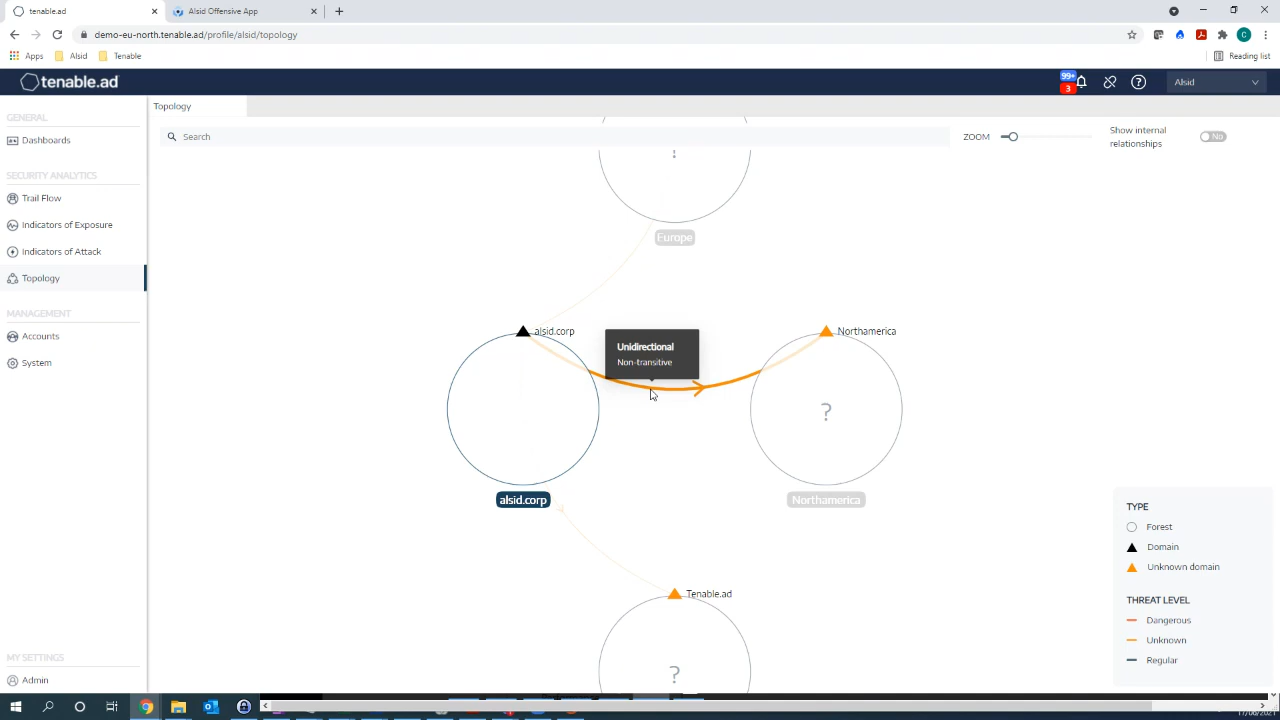 tenable.ad
Alsid Offensive App
demo-eu-north.tenable.ad/profile/alsid/topology
Apps
Alsid
Tenable
Reading list
tenable.ad
99+
3
Alsid
GENERAL
Dashboards
SECURITY ANALYTICS
Trail Flow
Indicators of Exposure
Indicators of Attack
Topology
MANAGEMENT
Accounts
System
MY SETTINGS
Admin
Topology
Search
ZOOM
Show internal
relationships
No
?
Europe
alsid.corp
Unidirectional
Non-transitive
Northamerica
?
alsid.corp
Northamerica
Tenable.ad
?
TYPE
Forest
Domain
Unknown domain
THREAT LEVEL
Dangerous
Unknown
Regular